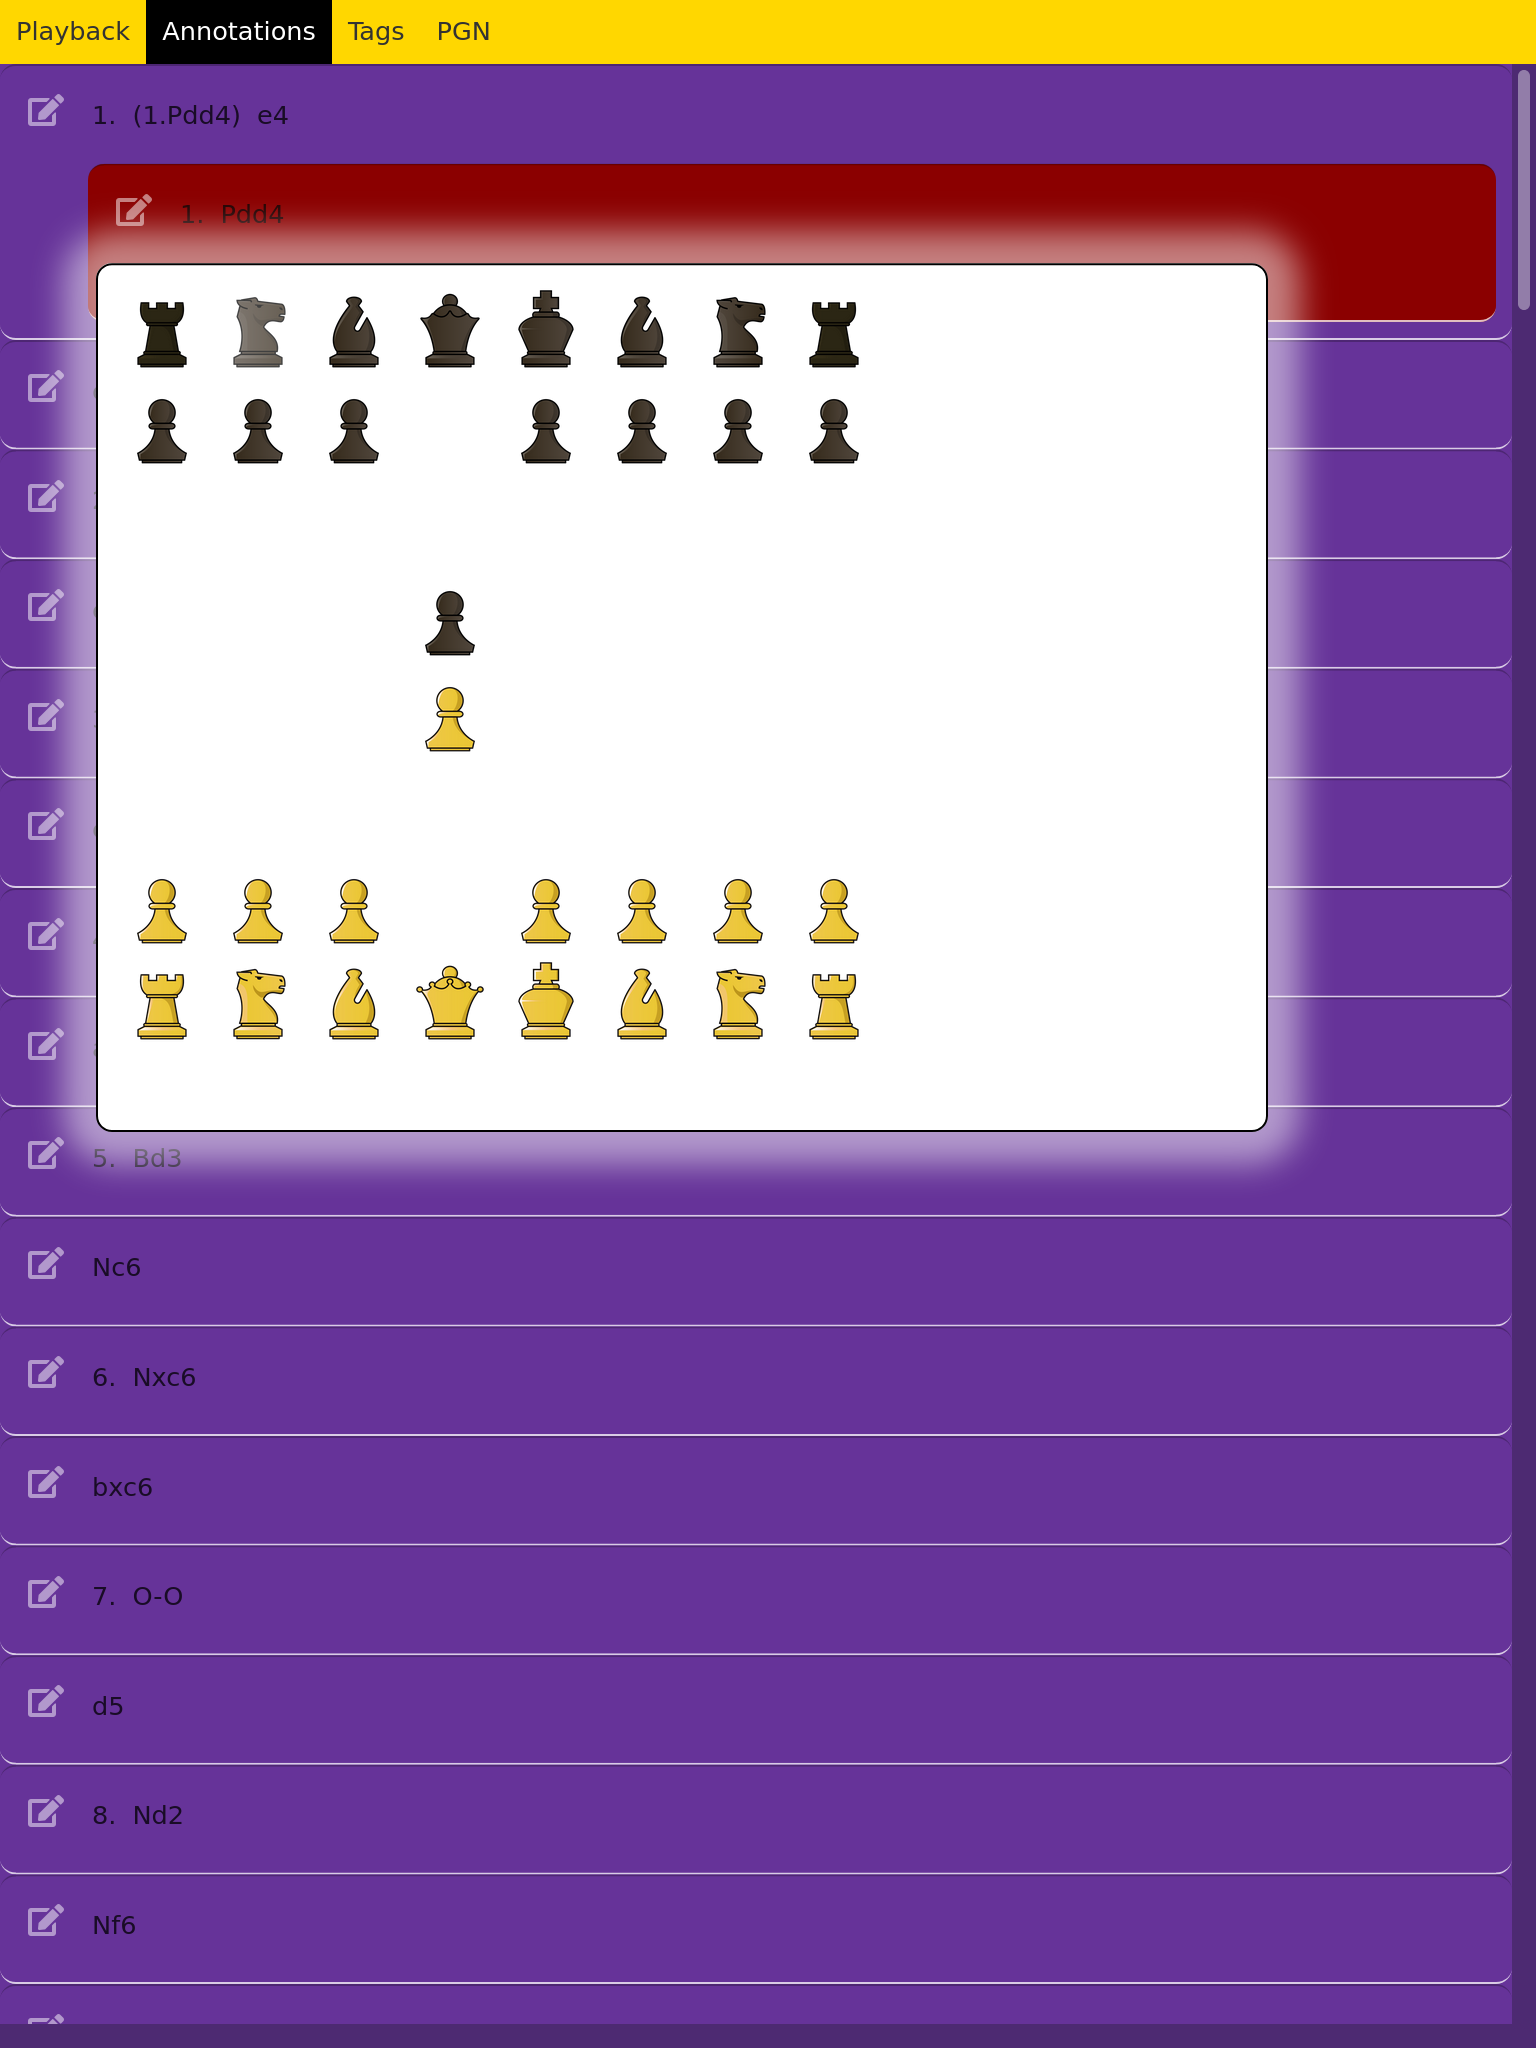 Playback Annotations Tags PGN
1. (1.Pdd4) e4
1. Pdd4
5. Bd3
Nc6
6. Nxc6
bxc6
7. O-O
d5
8. Nd2
Nf6